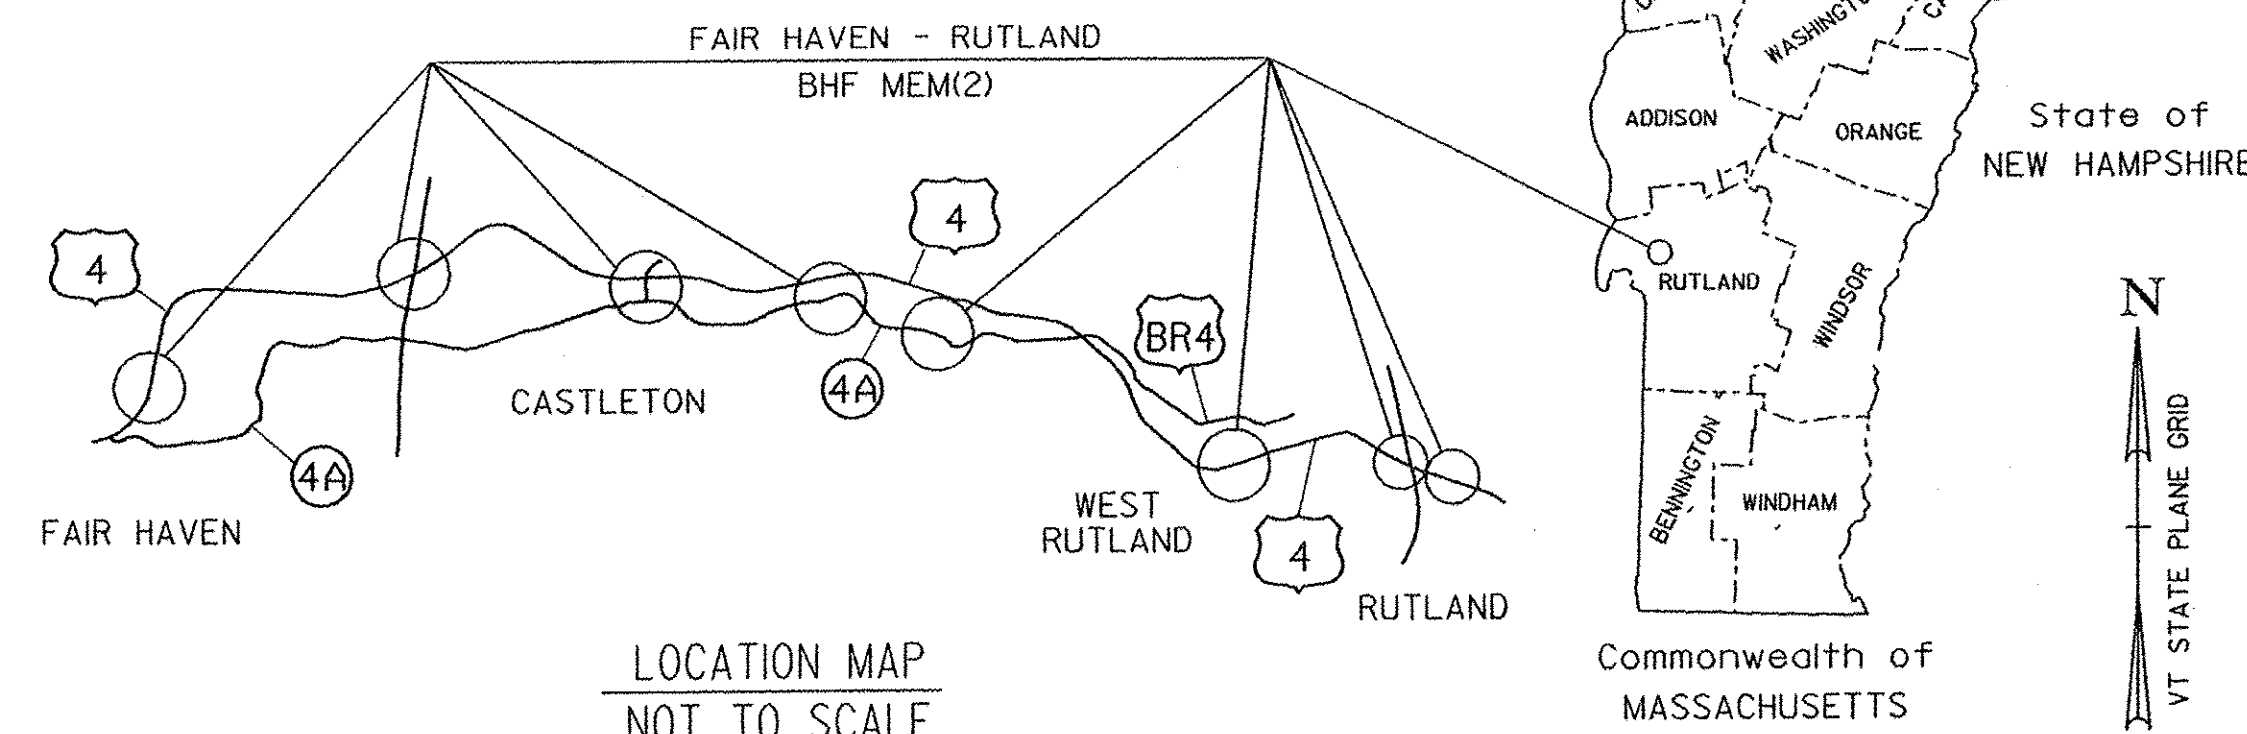 FAIR HAVEN - RUTLAND
BHF MEM(2)
4
4
BR4
4A
CASTLETON
4A
FAIR HAVEN
WEST
RUTLAND
4
RUTLAND
LOCATION MAP
NOT TO SCALE
ADDISON
ORANGE
RUTLAND
WINDSOR
BENNINGTON
WINDHAM
State of
NEW HAMPSHIRE
Commonwealth of
MASSACHUSETTS
N
VT STATE PLANE GRID